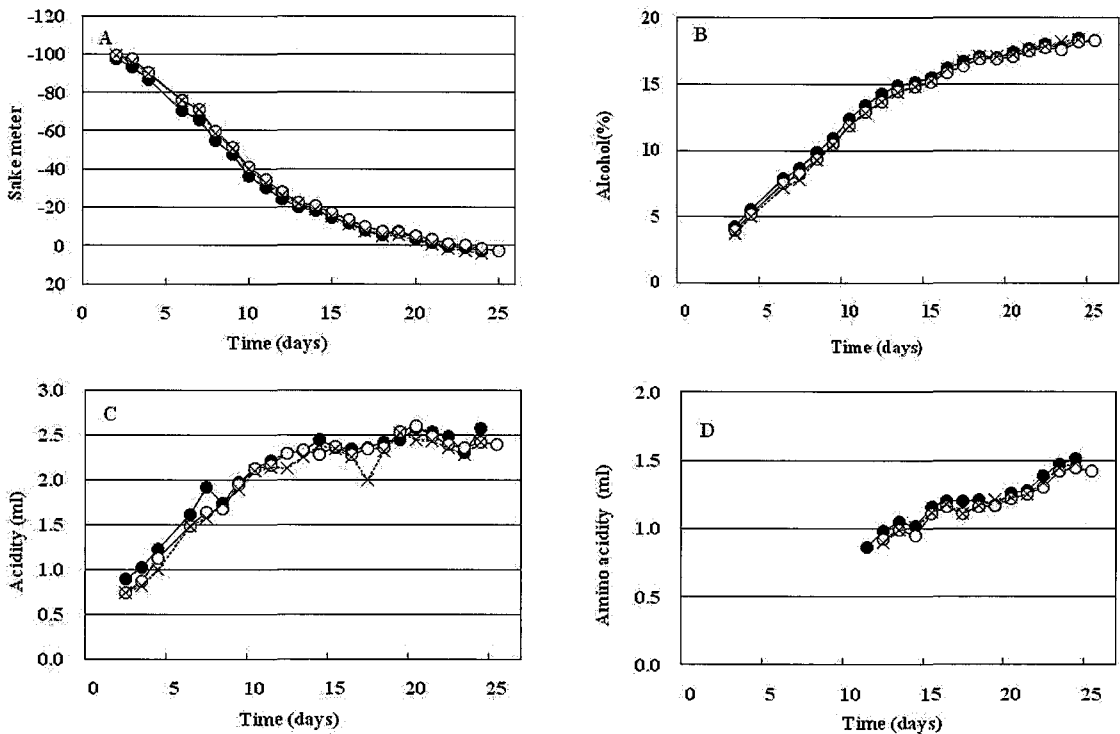 A
Sake meter
-120
-100
-80
-60
-40
-20
0
20
0 5 10 15 20 25
Time (days)
B
Alcohol(%)
20
15
10
5
0
0 5 10 15 20 25
Time (days)
C
Acidity (ml)
3.0
2.5
2.0
1.5
1.0
0.5
0.0
0 5 10 15 20 25
Time (days)
D
Amino acidity (ml)
2.0
1.5
1.0
0.5
0.0
0 5 10 15 20 25
Time (days)